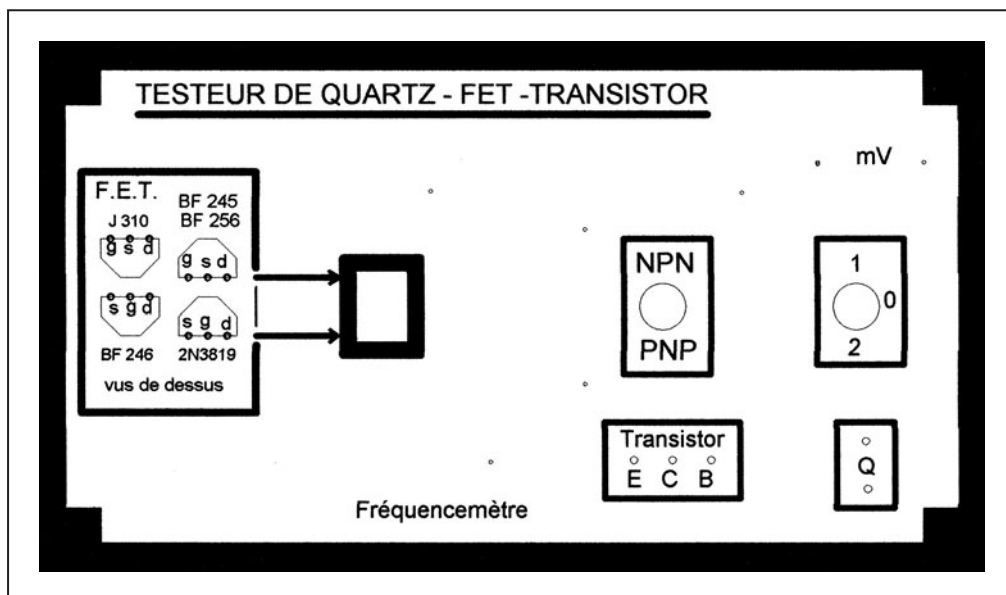 TESTEUR DE QUARTZ - FET -TRANSISTOR
mV
F.E.T.
J 310
g s d
BF 245
BF 256
g s d
s g d
BF 246
s g d
2N3819
vus de dessus
NPN
PNP
1
0
2
Transistor
E C B
Q
Fréquencemètre